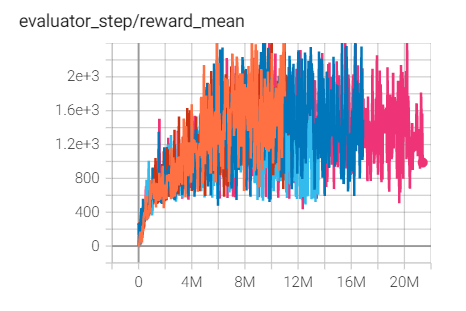 evaluator_step/reward_mean
2e+3
1.6e+3
1.2e+3
800
400
0
0 4M 8M 12M 16M 20M